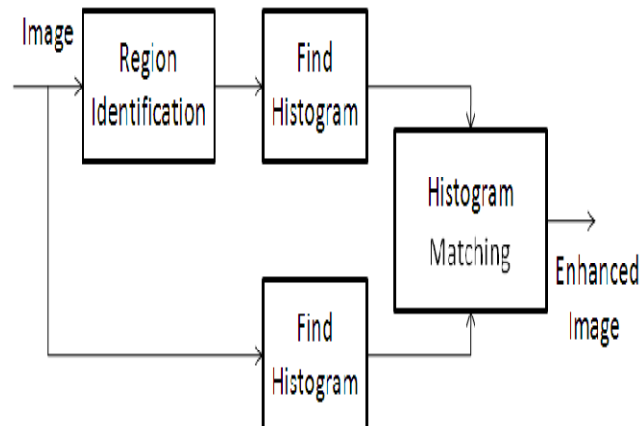 Image
Region
Identification
Find
Histogram
Histogram
Matching
Enhanced
Image
Find
Histogram